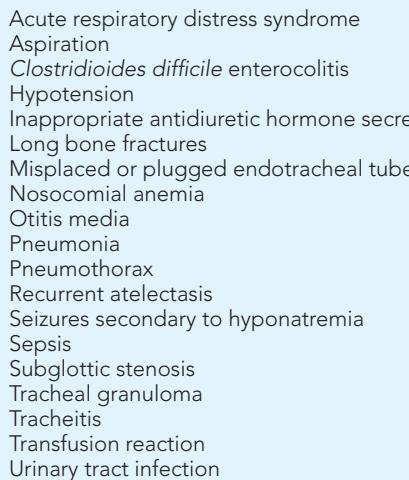 Acute respiratory distress syndrome
Aspiration
Clostridioides difficile enterocolitis
Hypotension
Inappropriate antidiuretic hormone secre
Long bone fractures
Misplaced or plugged endotracheal tube
Nosocomial anemia
Otitis media
Pneumonia
Pneumothorax
Recurrent atelectasis
Seizures secondary to hyponatremia
Sepsis
Subglottic stenosis
Tracheal granuloma
Tracheitis
Transfusion reaction
Urinary tract infection